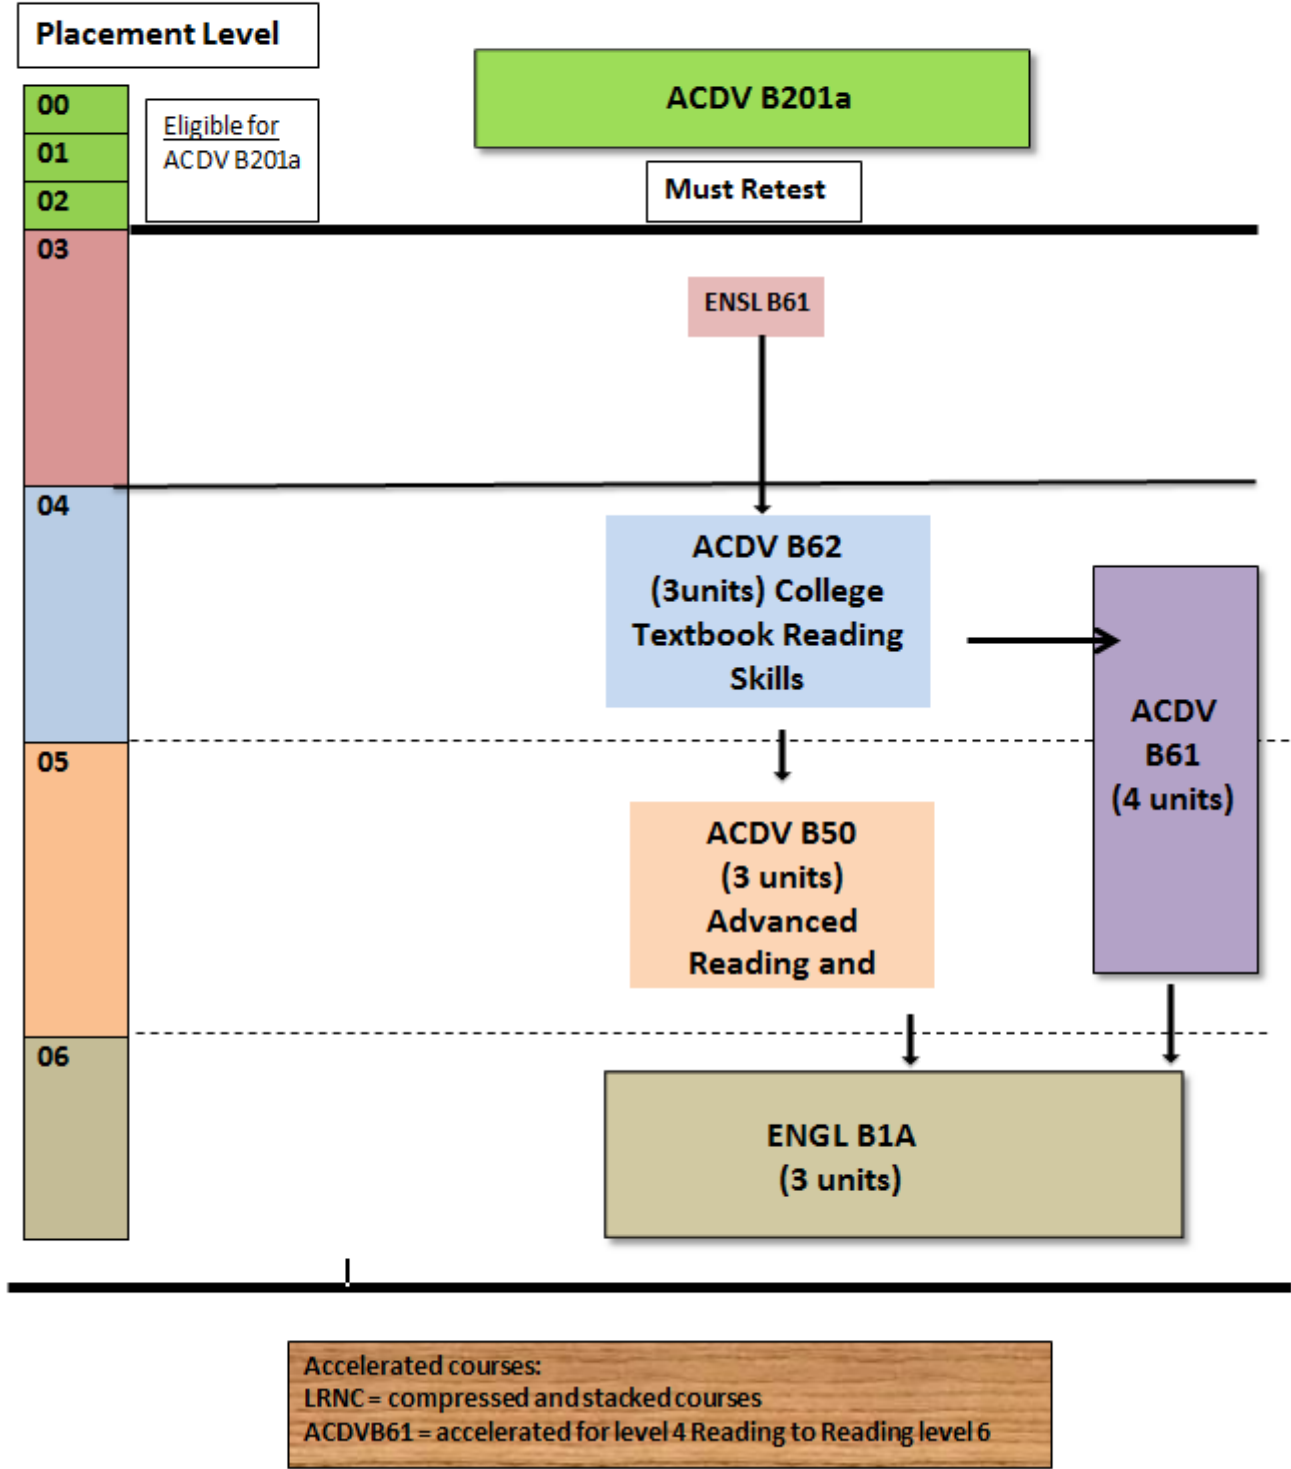 Placement Level
ACDV B201a
00
01
02
Eligible for
ACDV B201a
Must Retest
03
ENSL B61
04
ACDV B62
(3units) College
Textbook Reading
Skills
ACDV
B61
(4 units)
05
ACDV B50
(3 units)
Advanced
Reading and
06
ENGL B1A
(3 units)
Accelerated courses:
LRNC = compressed and stacked courses
ACDVB61 = accelerated for level 4 Reading to Reading level 6